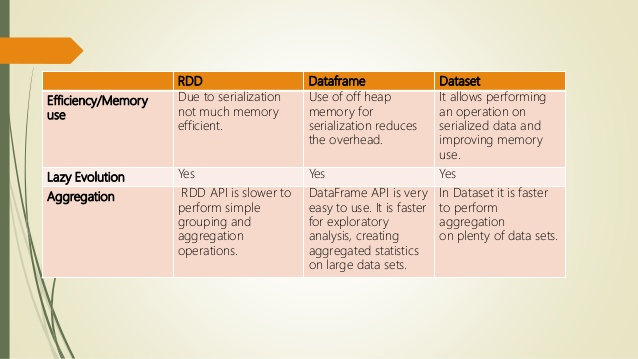 RDD Dataframe Dataset
Efficiency/Memory
use
Due to serialization
not much memory
efficient.
Use of off heap
memory for
serialization reduces
the overhead.
It allows performing
an operation on
serialized data and
improving memory
use.
Lazy Evolution Yes Yes Yes
Aggregation
RDD API is slower to
perform simple
grouping and
aggregation
operations.
DataFrame API is very
easy to use. It is faster
for exploratory
analysis, creating
aggregated statistics
on large data sets.
In Dataset it is faster
to perform
aggregation
on plenty of data sets.